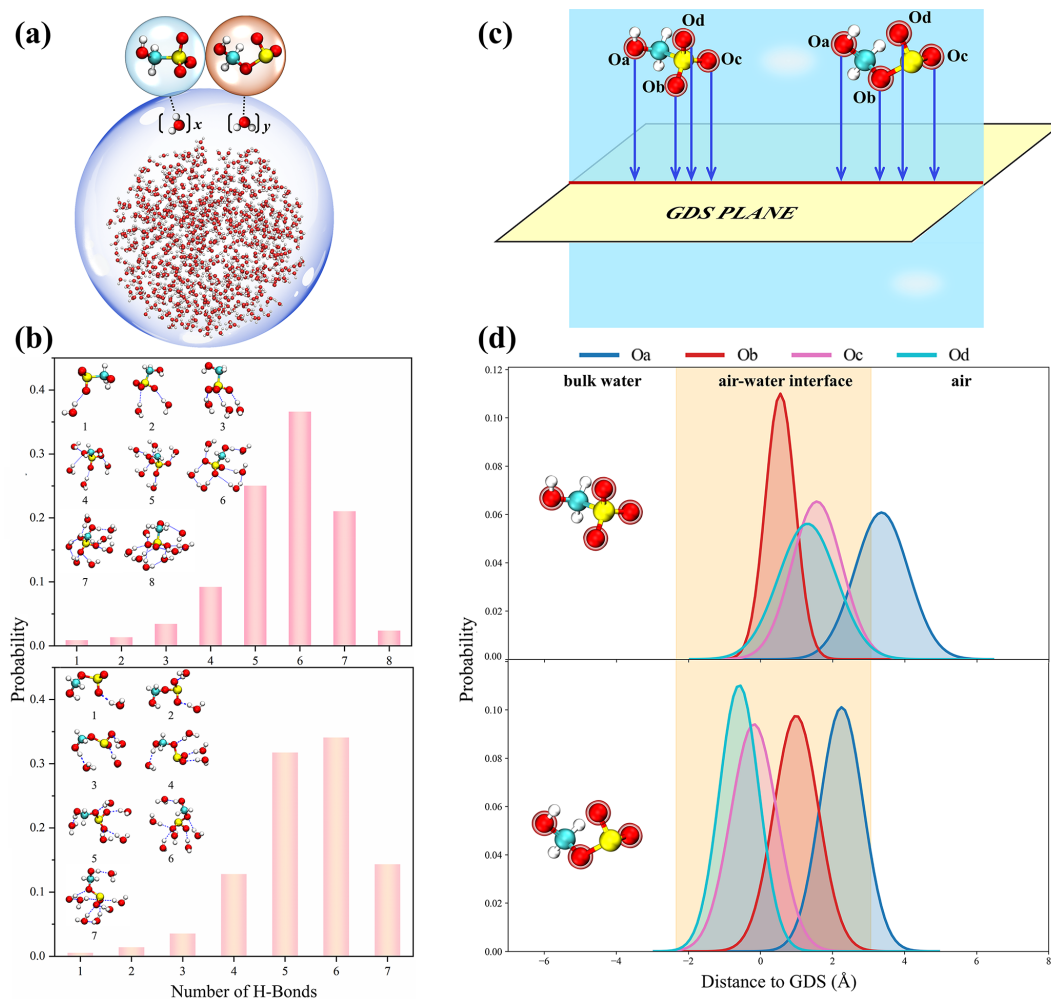 (a)
[ ]x [ ]y
(b)
Probability
0.4
0.3
0.2
0.1
0.0
1 2 3
4 5 6
7 8
1 2 3 4 5 6 7 8
0.4
0.3
0.2
0.1
0.0
1 2
3 4
5 6
7
1 2 3 4 5 6 7
Number of H-Bonds
(c)
Oa Od Oc Ob
Oa Od Oc Ob
GDS PLANE
(d)
Oa Ob Oc Od
bulk water air-water interface air
Probability
0.12
0.10
0.08
0.06
0.04
0.02
0.00
0.10
0.08
0.06
0.04
0.02
0.00
−6 −4 −2 0 2 4 6 8
Distance to GDS (Å)